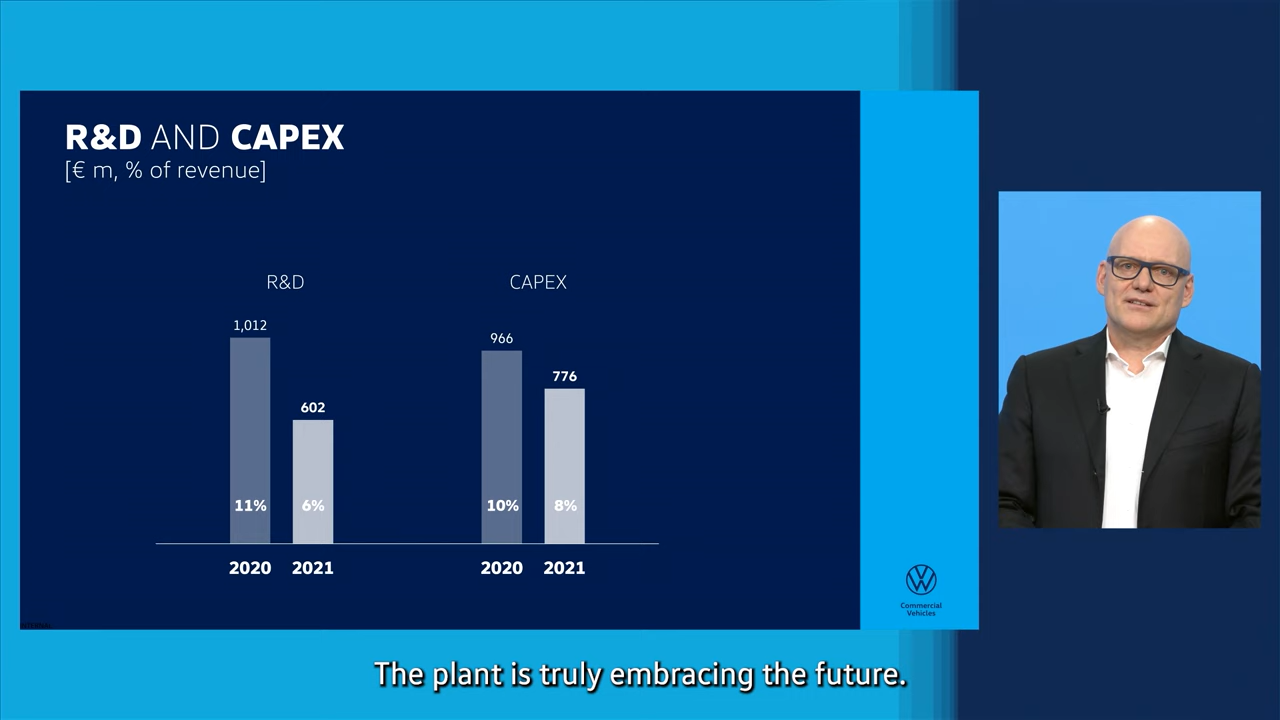 R&D AND CAPEX
[€ m, % of revenue]
R&D
CAPEX
1,012
602
966
776
11%
6%
10%
8%
2020
2021
2020
2021
Commercial
Vehicles
The plant is truly embracing the future.